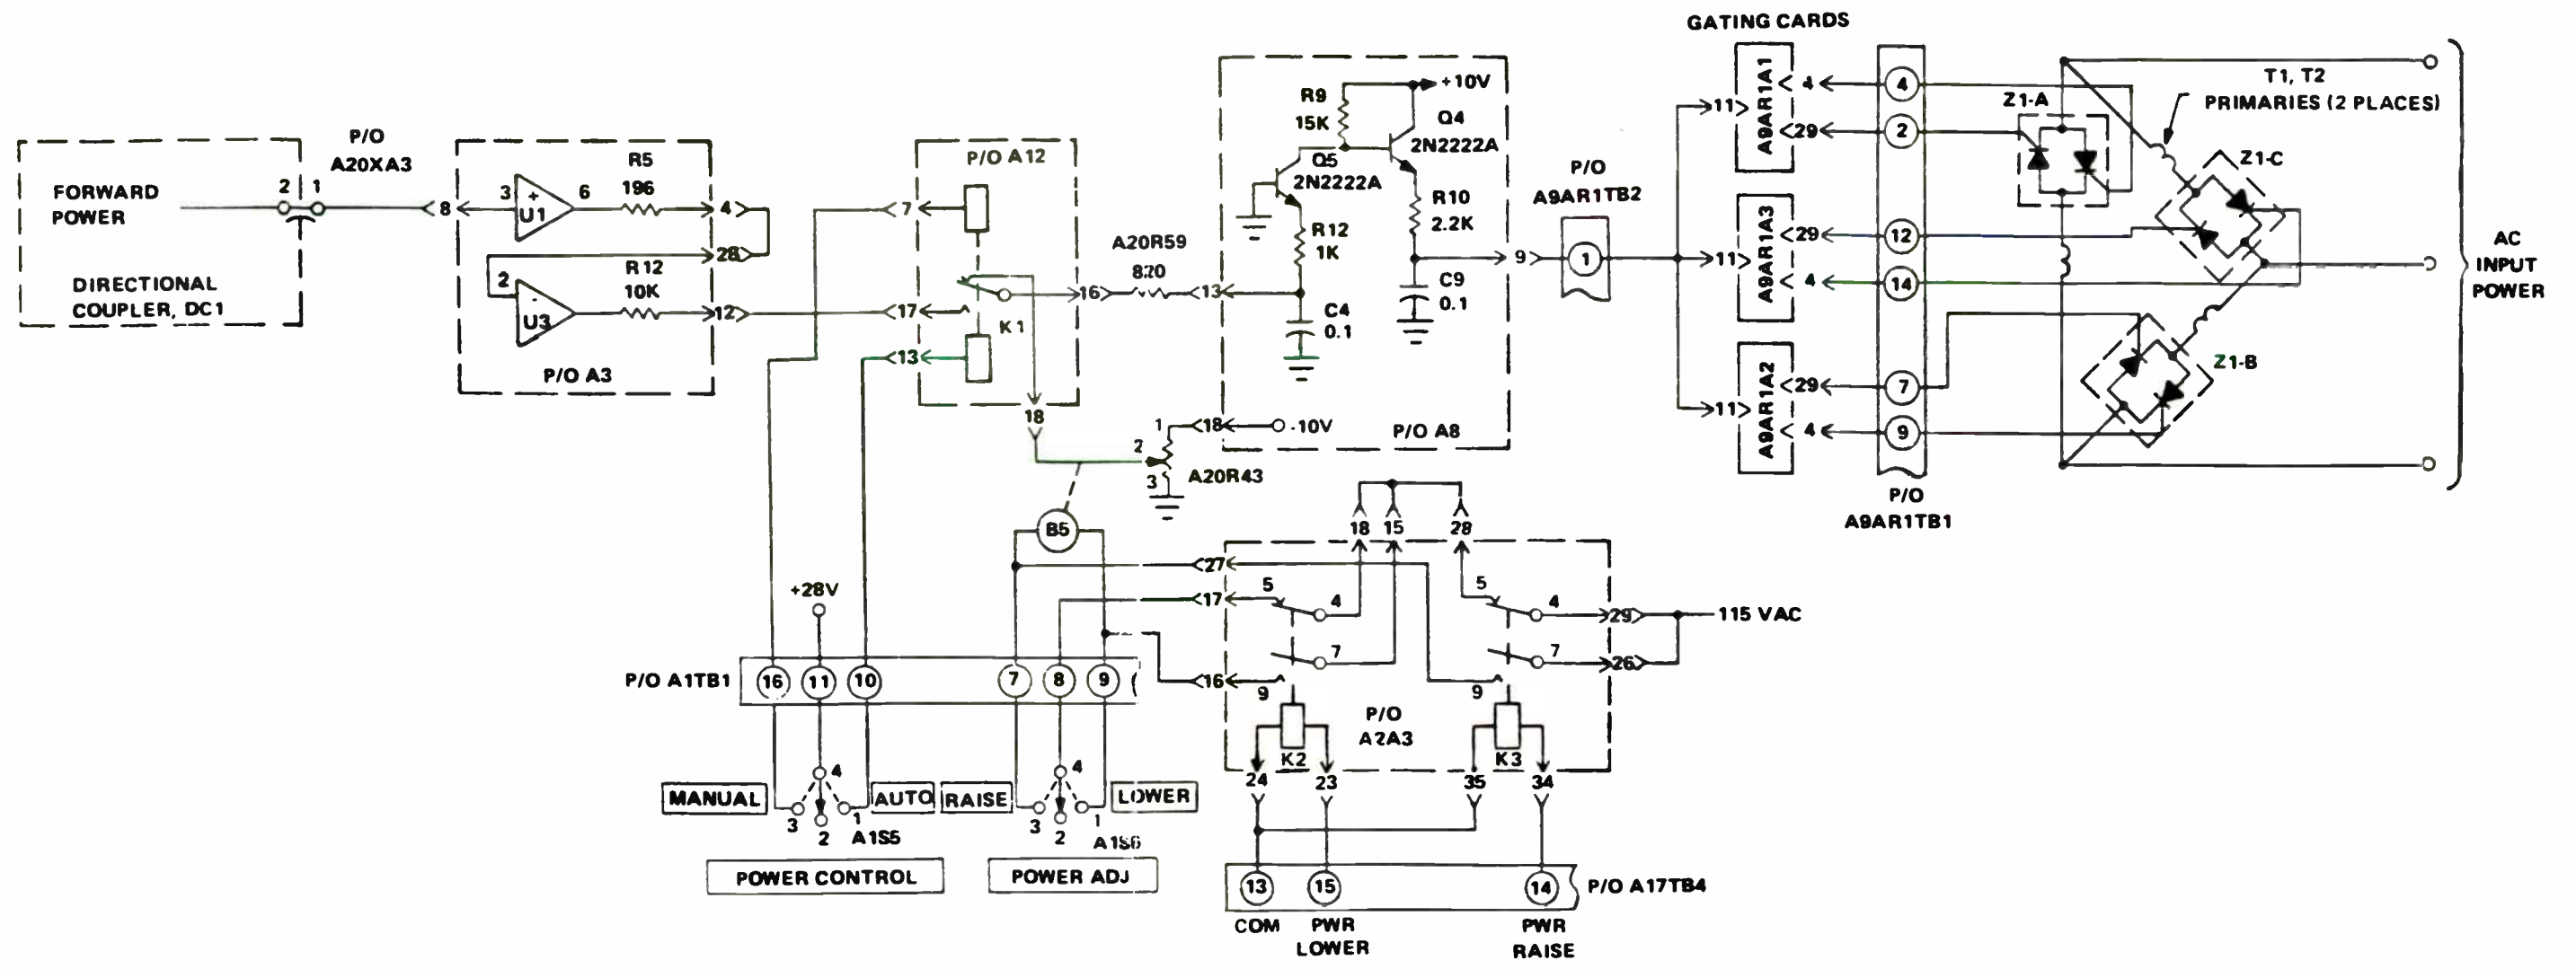 GATING CARDS
FORWARD
POWER
DIRECTIONAL
COUPLER, DC1
2
1
P/O
A20XA3
8
3
+
U1
6
R5
196
4
28
2
-
U3
R12
10K
12
P/O A3
P/O A12
7
17
13
K1
16
18
A20R59
820
13
R9
15K
+10V
Q4
2N2222A
Q5
2N2222A
R10
2.2K
R12
1K
C4
0.1
C9
0.1
9
18
-10V
P/O A8
1
2
3
A20R43
P/O
A9AR1TB2
1
11
A9AR1A1
4
29
11
A9AR1A3
29
4
11
A9AR1A2
29
4
4
2
12
14
7
9
P/O
A9AR1TB1
Z1-A
T1, T2
PRIMARIES (2 PLACES)
Z1-C
Z1-B
AC
INPUT
POWER
B5
+28V
P/O A1TB1
16
11
10
7
8
9
MANUAL
4
3
2
1
AUTO
A1S5
POWER CONTROL
RAISE
4
3
2
1
LOWER
A1S6
POWER ADJ
18
15
28
27
17
16
5
4
7
9
K2
5
4
7
9
K3
29
26
115 VAC
P/O
A2A3
24
23
35
34
13
15
14
P/O A17TB4
COM
PWR
LOWER
PWR
RAISE